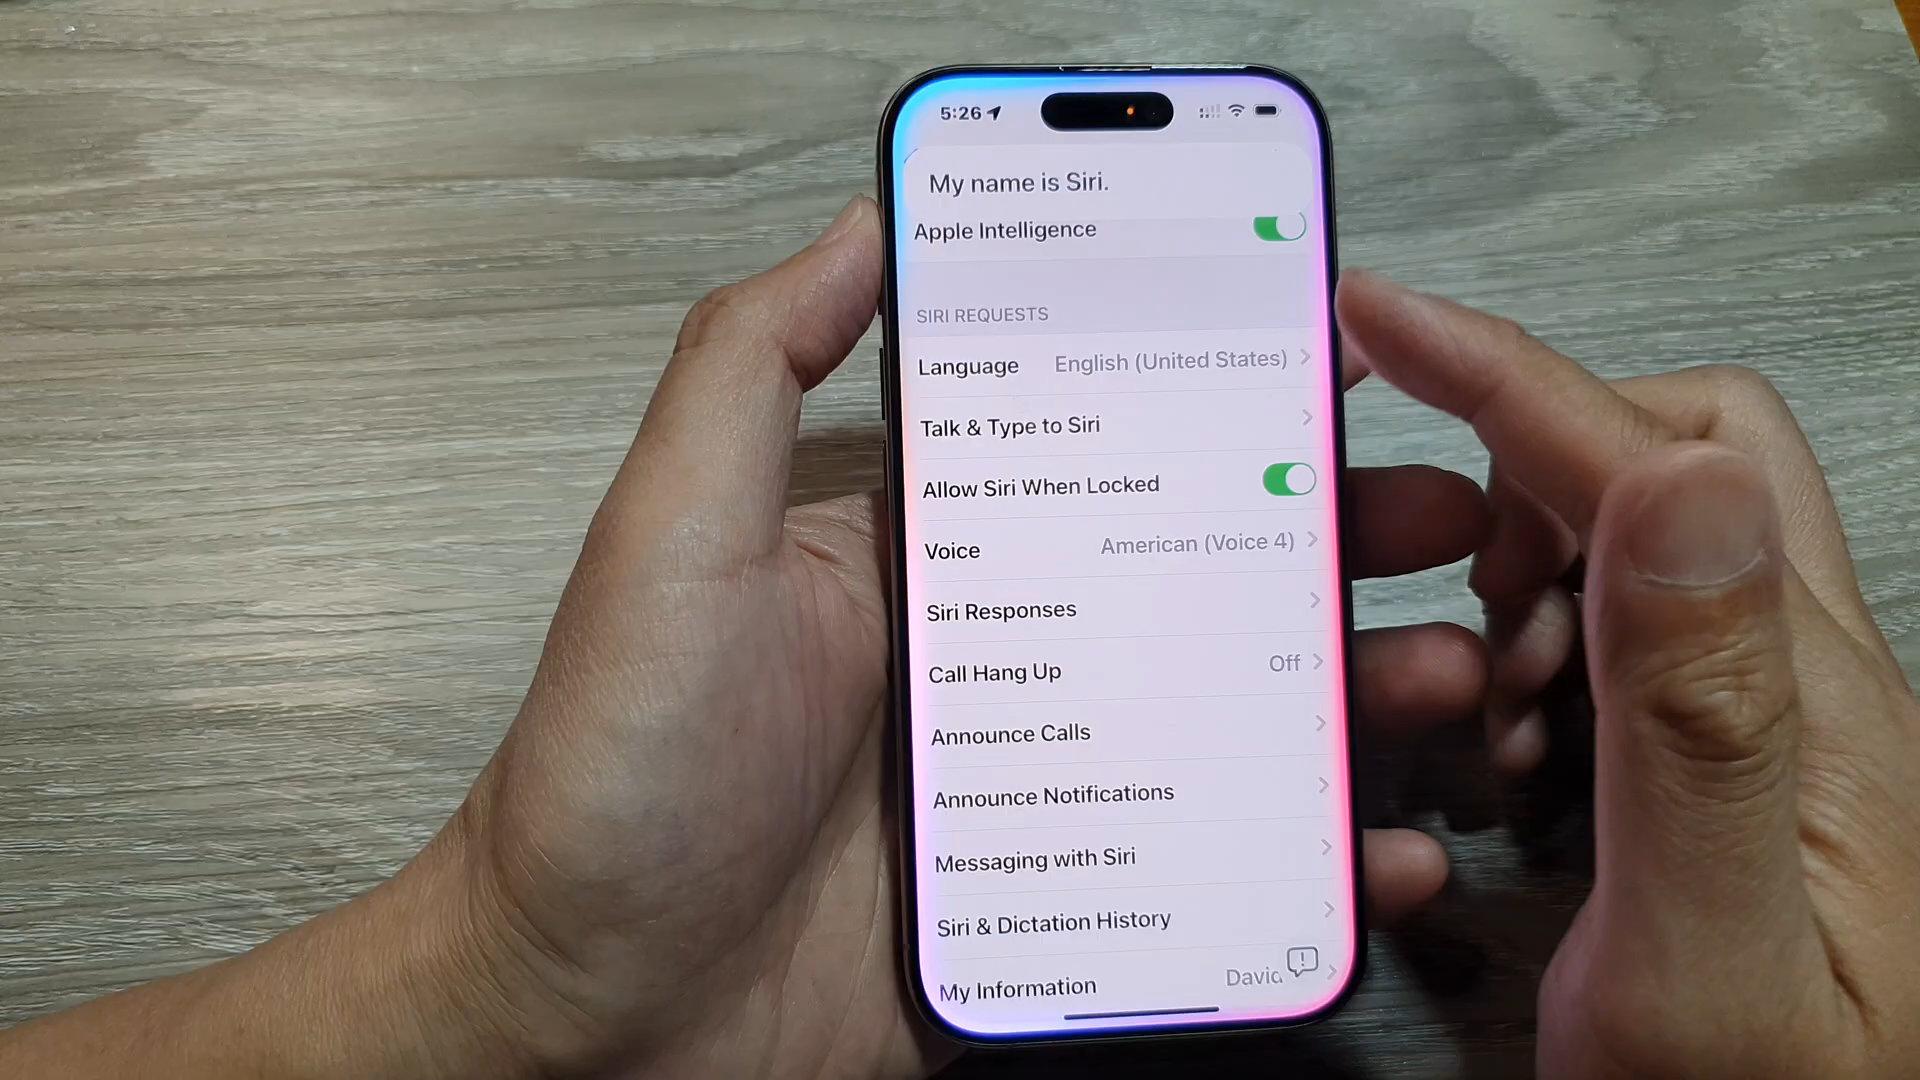 5:26
My name is Siri.
Apple Intelligence
SIRI REQUESTS
Language English (United States)
Talk & Type to Siri
Allow Siri When Locked
Voice American (Voice 4)
Siri Responses
Call Hang Up Off
Announce Calls
Announce Notifications
Messaging with Siri
Siri & Dictation History
My Information David